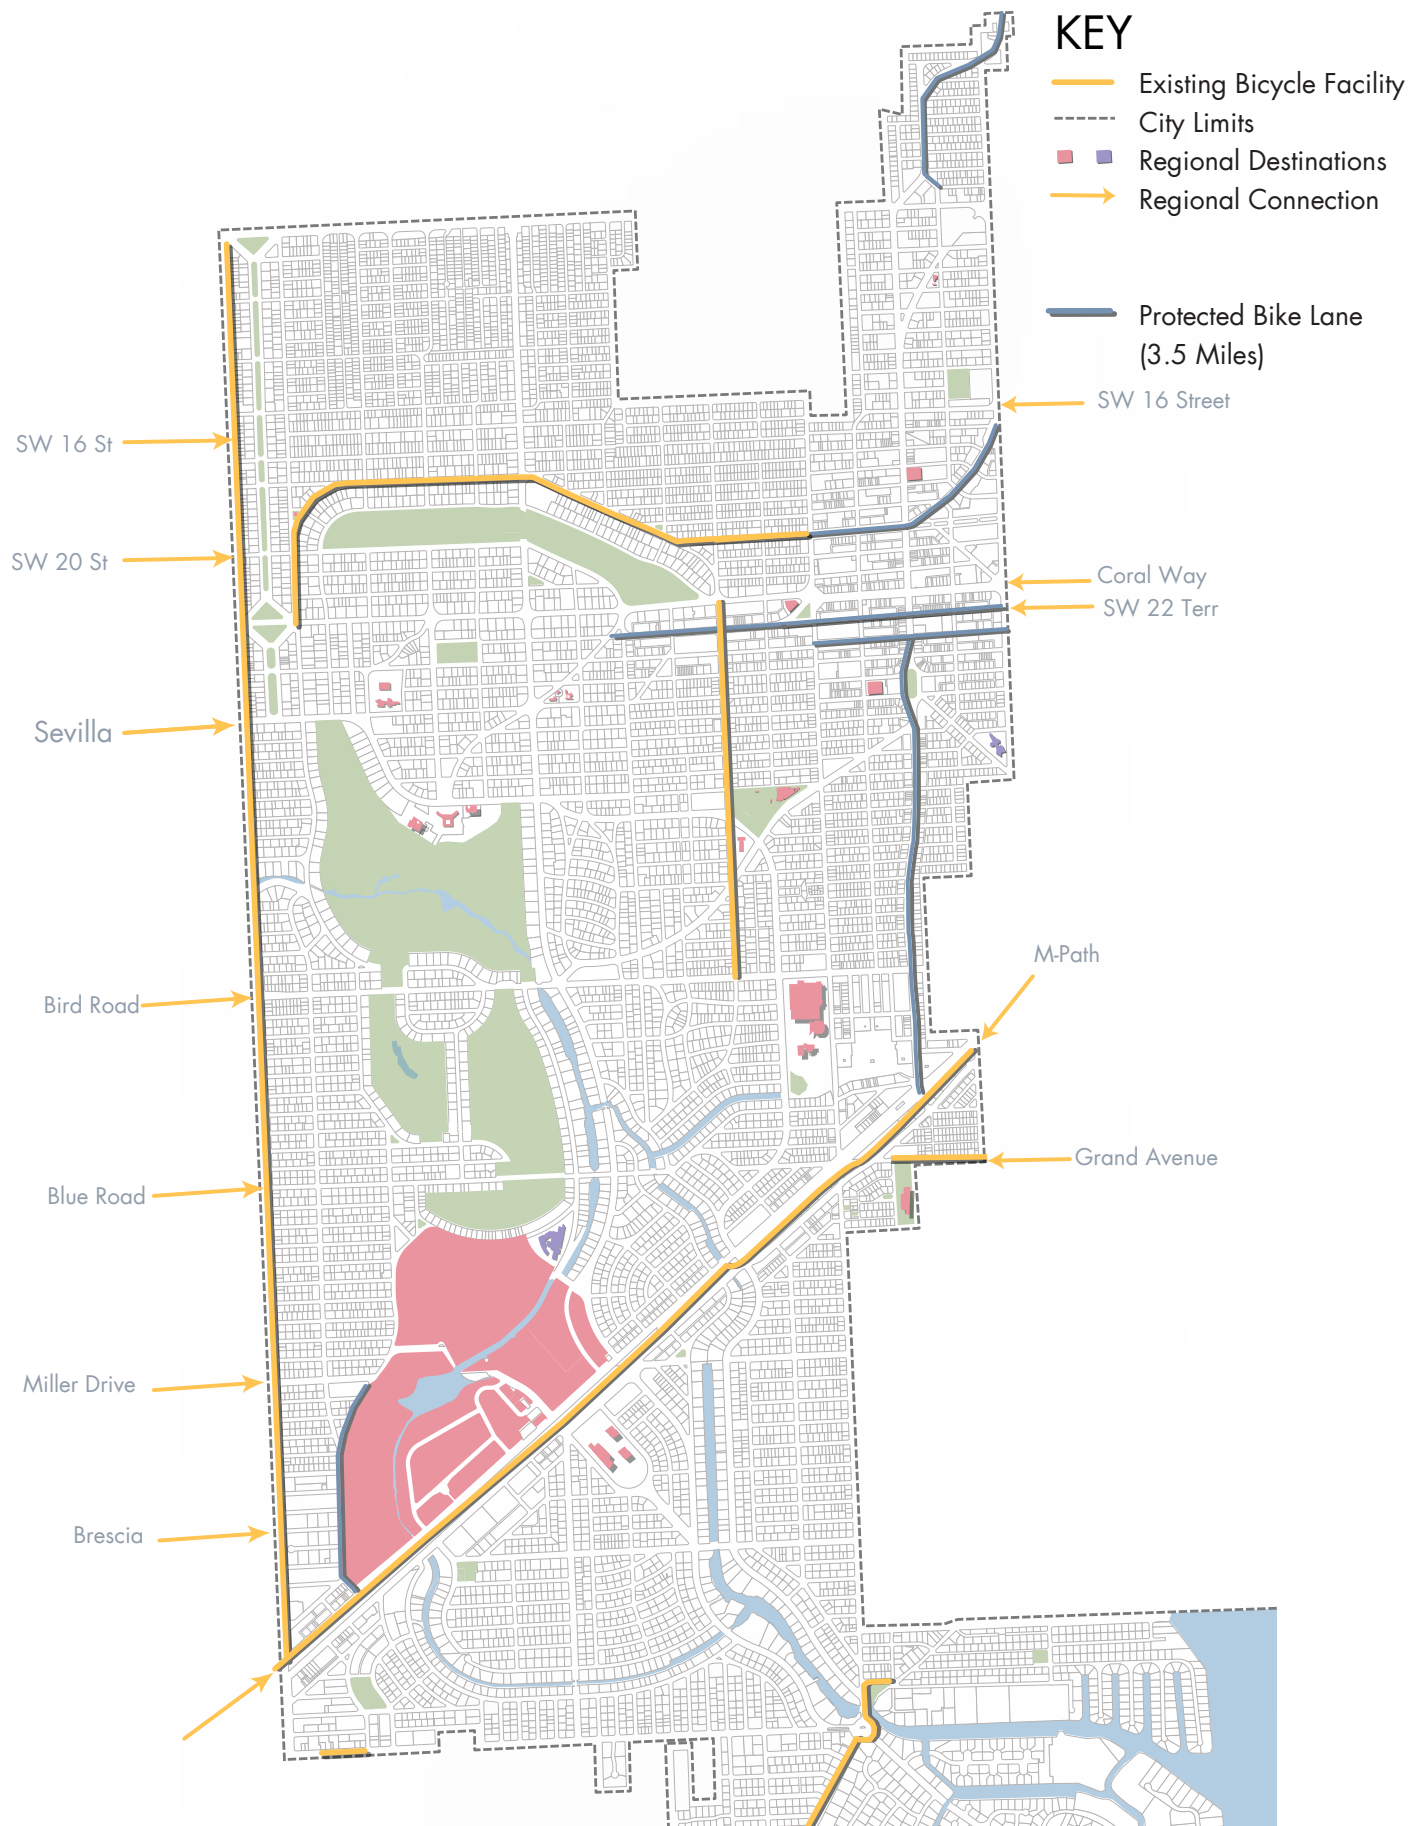 KEY
Existing Bicycle Facility
City Limits
Regional Destinations
Regional Connection
Protected Bike Lane
(3.5 Miles)
SW 16 Street
SW 16 St
SW 20 St
Coral Way
SW 22 Terr
Sevilla
M-Path
Bird Road
Grand Avenue
Blue Road
Miller Drive
Brescia